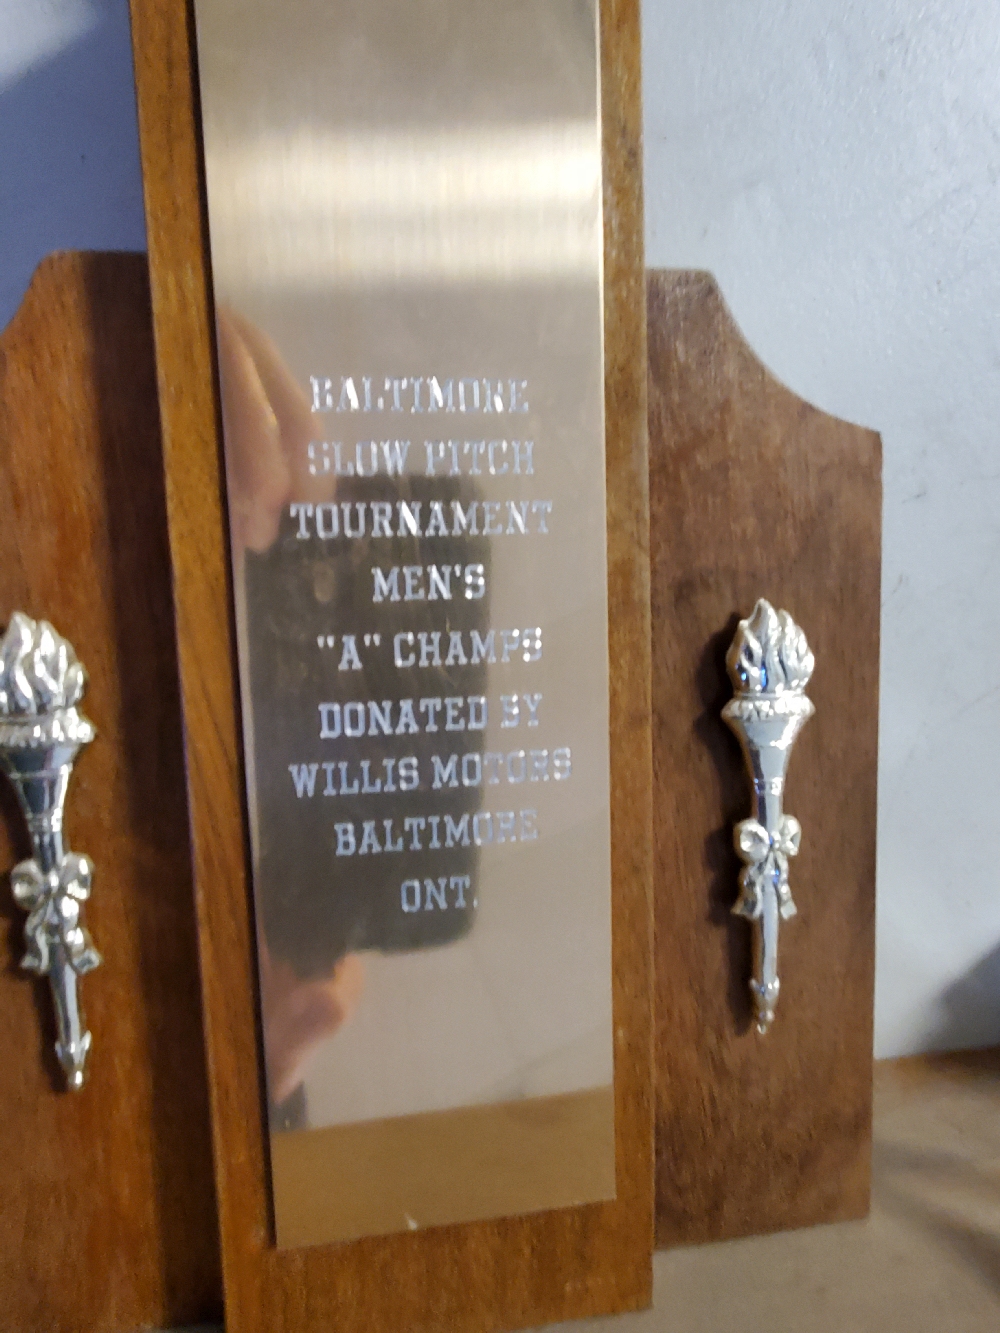 BALTIMORE
SLOW PITCH
TOURNAMENT
MEN'S
"A" CHAMPS
DONATED BY
WILLIS MOTORS
BALTIMORE
ONT.